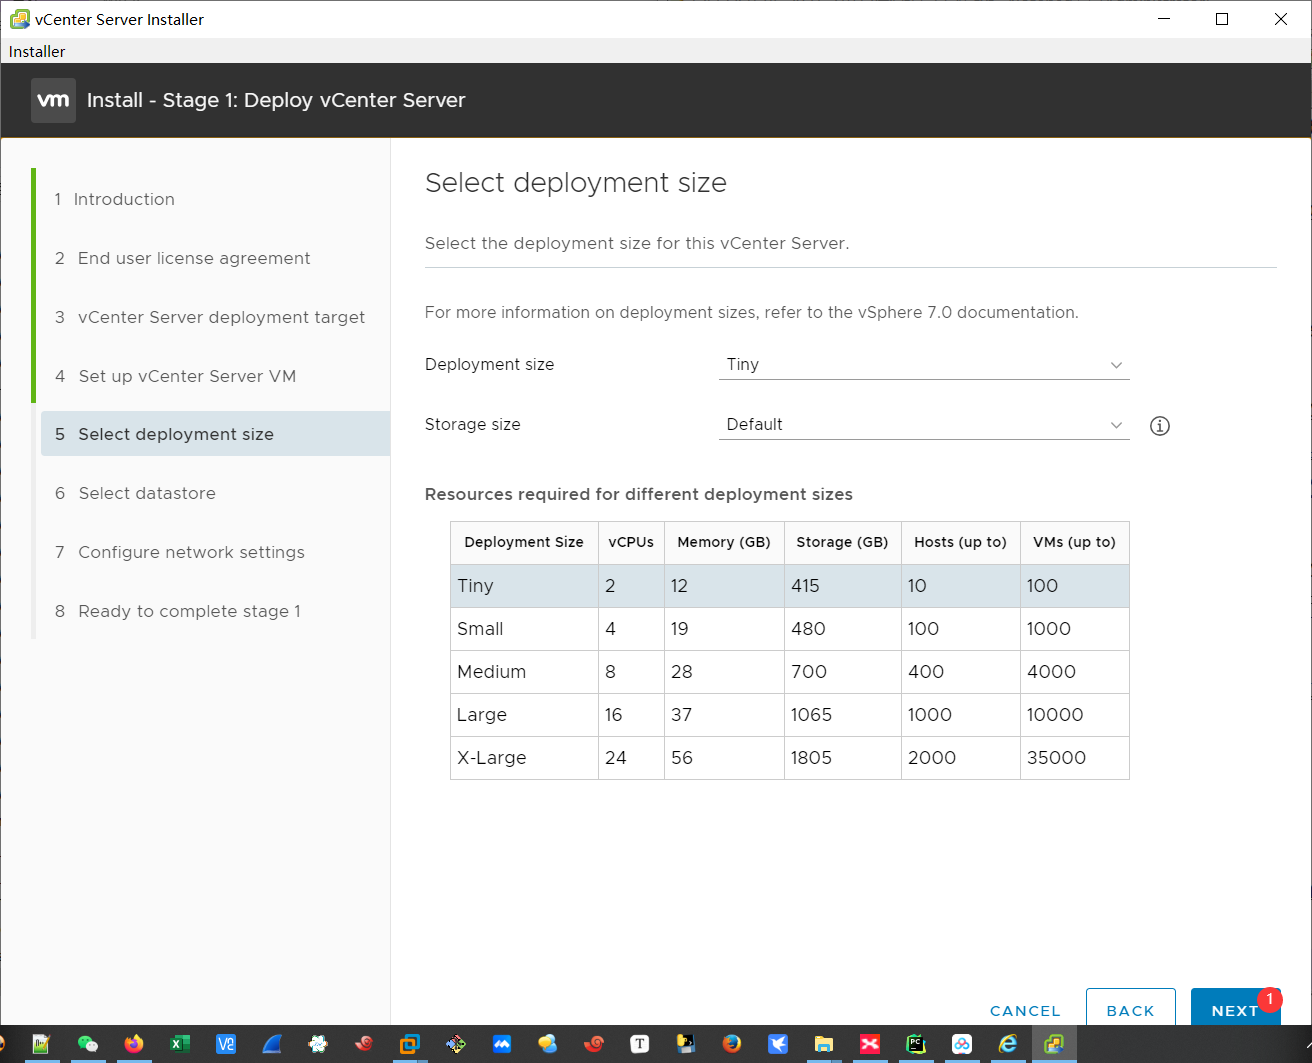 vCenter Server Installer
Installer
vm Install - Stage 1: Deploy vCenter Server
1 Introduction
2 End user license agreement
3 vCenter Server deployment target
4 Set up vCenter Server VM
5 Select deployment size
6 Select datastore
7 Configure network settings
8 Ready to complete stage 1
Select deployment size
Select the deployment size for this vCenter Server.
For more information on deployment sizes, refer to the vSphere 7.0 documentation.
Deployment size Tiny
Storage size Default
Resources required for different deployment sizes
Deployment Size vCPUs Memory (GB) Storage (GB) Hosts (up to) VMs (up to)
Tiny 2 12 415 10 100
Small 4 19 480 100 1000
Medium 8 28 700 400 4000
Large 16 37 1065 1000 10000
X-Large 24 56 1805 2000 35000
CANCEL BACK NEXT 1